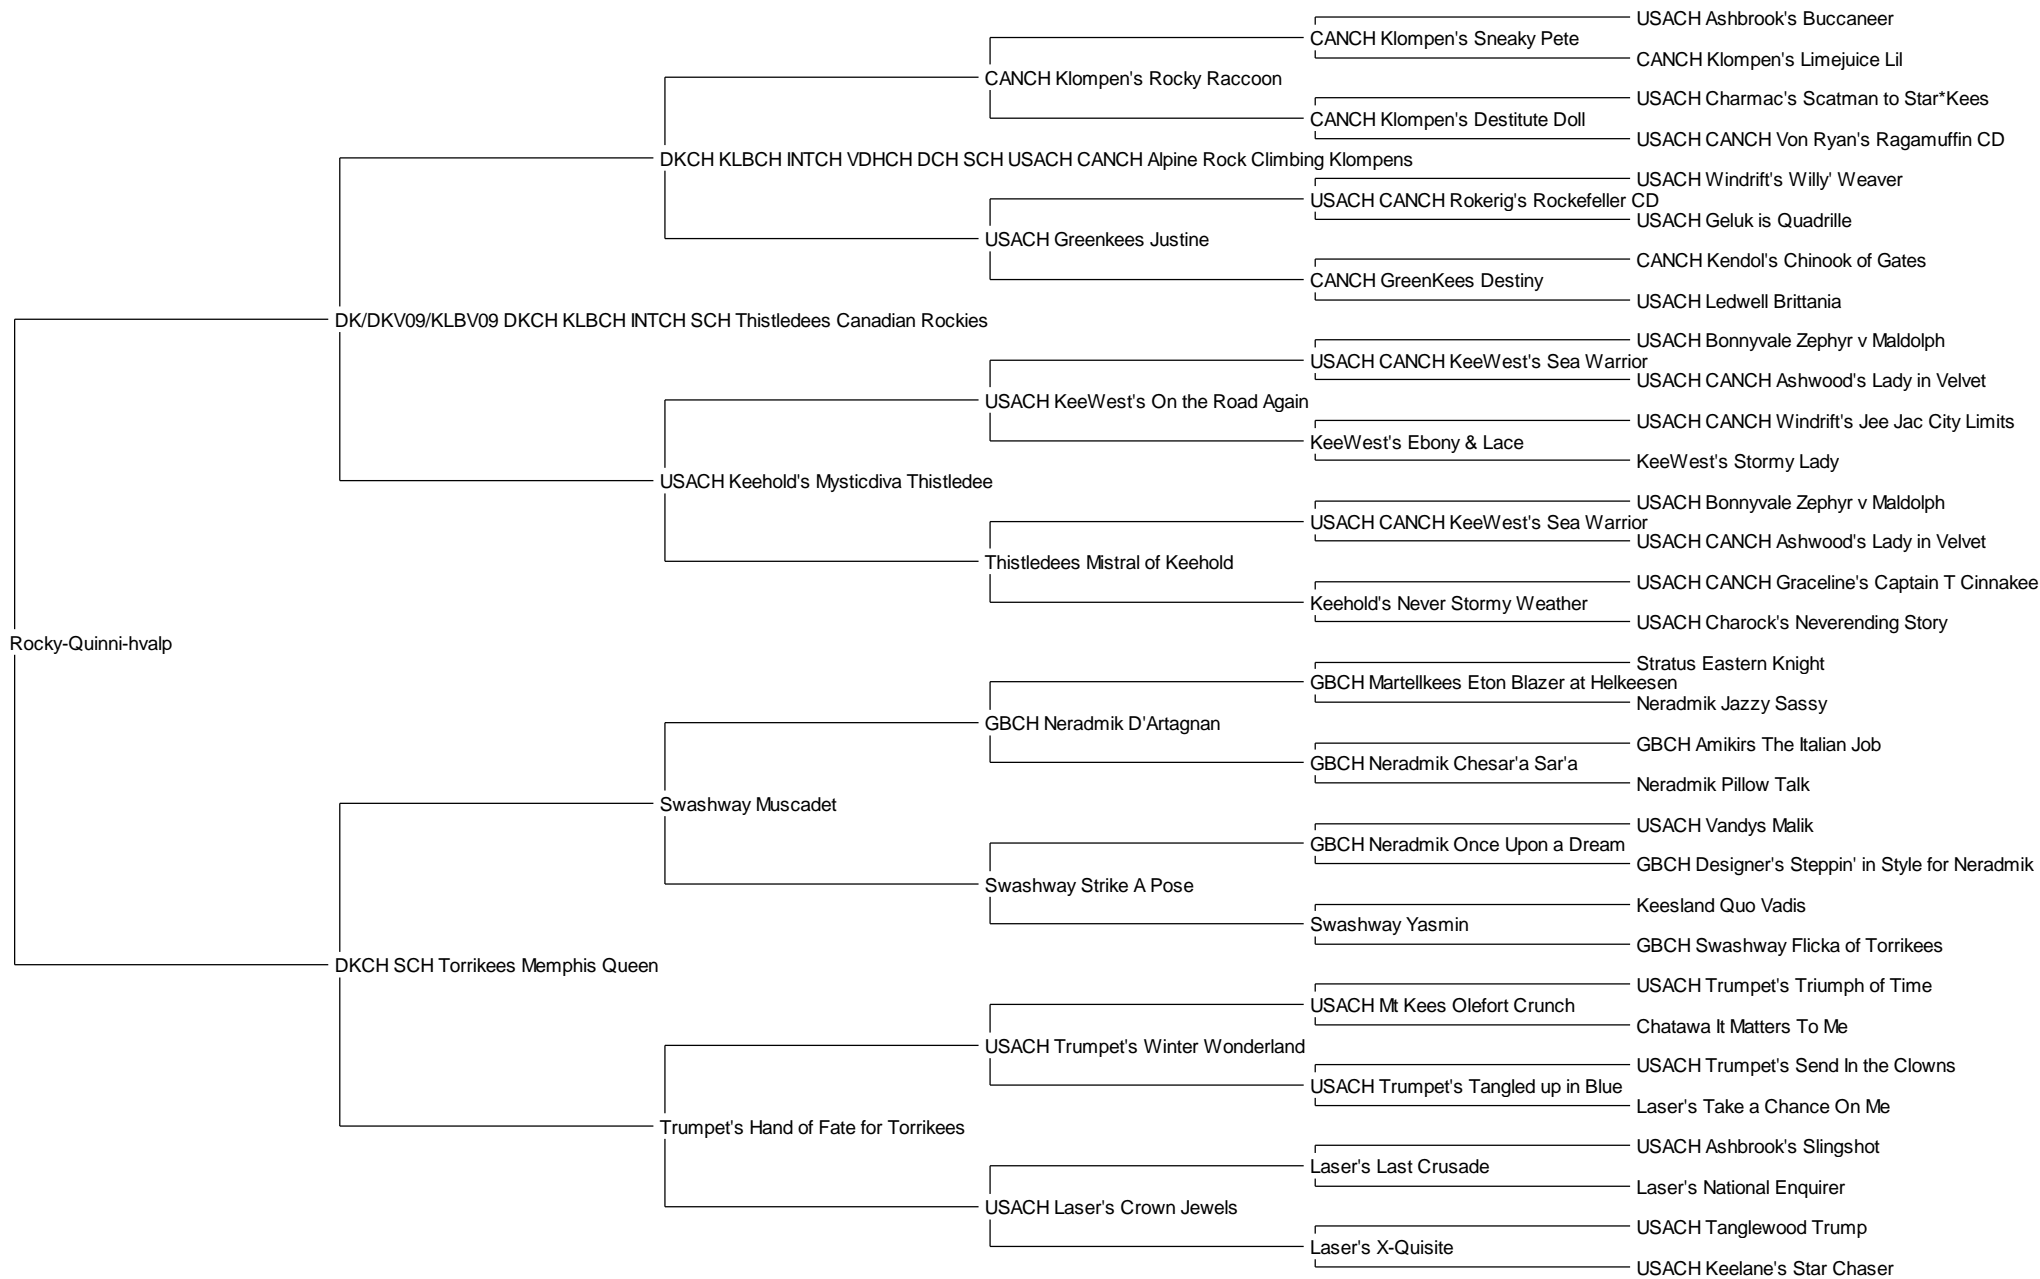 USACH Ashbrook's Buccaneer
CANCH Klompen's Sneaky Pete
CANCH Klompen's Limejuice Lil
CANCH Klompen's Rocky Raccoon
USACH Charmac's Scatman to Star*Kees
CANCH Klompen's Destitute Doll
USACH CANCH Von Ryan's Ragamuffin CD
DKCH KLBCH INTCH VDHCH DCH SCH USACH CANCH Alpine Rock Climbing Klompens
USACH Windrift's Willy' Weaver
USACH CANCH Rokerig's Rockefeller CD
USACH Geluk is Quadrille
USACH Greenkees Justine
CANCH Kendol's Chinook of Gates
CANCH GreenKees Destiny
USACH Ledwell Brittania
DK/DKV09/KLBV09 DKCH KLBCH INTCH SCH Thistledees Canadian Rockies
USACH Bonnyvale Zephyr v Maldolph
USACH CANCH KeeWest's Sea Warrior
USACH CANCH Ashwood's Lady in Velvet
USACH KeeWest's On the Road Again
USACH CANCH Windrift's Jee Jac City Limits
KeeWest's Ebony & Lace
KeeWest's Stormy Lady
USACH Keehold's Mysticdiva Thistledee
USACH Bonnyvale Zephyr v Maldolph
USACH CANCH KeeWest's Sea Warrior
USACH CANCH Ashwood's Lady in Velvet
Thistledees Mistral of Keehold
USACH CANCH Graceline's Captain T Cinnakee
Keehold's Never Stormy Weather
USACH Charock's Neverending Story
Rocky-Quinni-hvalp
Stratus Eastern Knight
GBCH Martellkees Eton Blazer at Helkeesen
Neradmik Jazzy Sassy
GBCH Neradmik D'Artagnan
GBCH Amikirs The Italian Job
GBCH Neradmik Chesar'a Sar'a
Neradmik Pillow Talk
Swashway Muscadet
USACH Vandys Malik
GBCH Neradmik Once Upon a Dream
GBCH Designer's Steppin' in Style for Neradmik
Swashway Strike A Pose
Keesland Quo Vadis
Swashway Yasmin
GBCH Swashway Flicka of Torrikees
DKCH SCH Torrikees Memphis Queen
USACH Trumpet's Triumph of Time
USACH Mt Kees Olefort Crunch
Chatawa It Matters To Me
USACH Trumpet's Winter Wonderland
USACH Trumpet's Send In the Clowns
USACH Trumpet's Tangled up in Blue
Laser's Take a Chance On Me
Trumpet's Hand of Fate for Torrikees
USACH Ashbrook's Slingshot
Laser's Last Crusade
Laser's National Enquirer
USACH Laser's Crown Jewels
USACH Tanglewood Trump
Laser's X-Quisite
USACH Keelane's Star Chaser